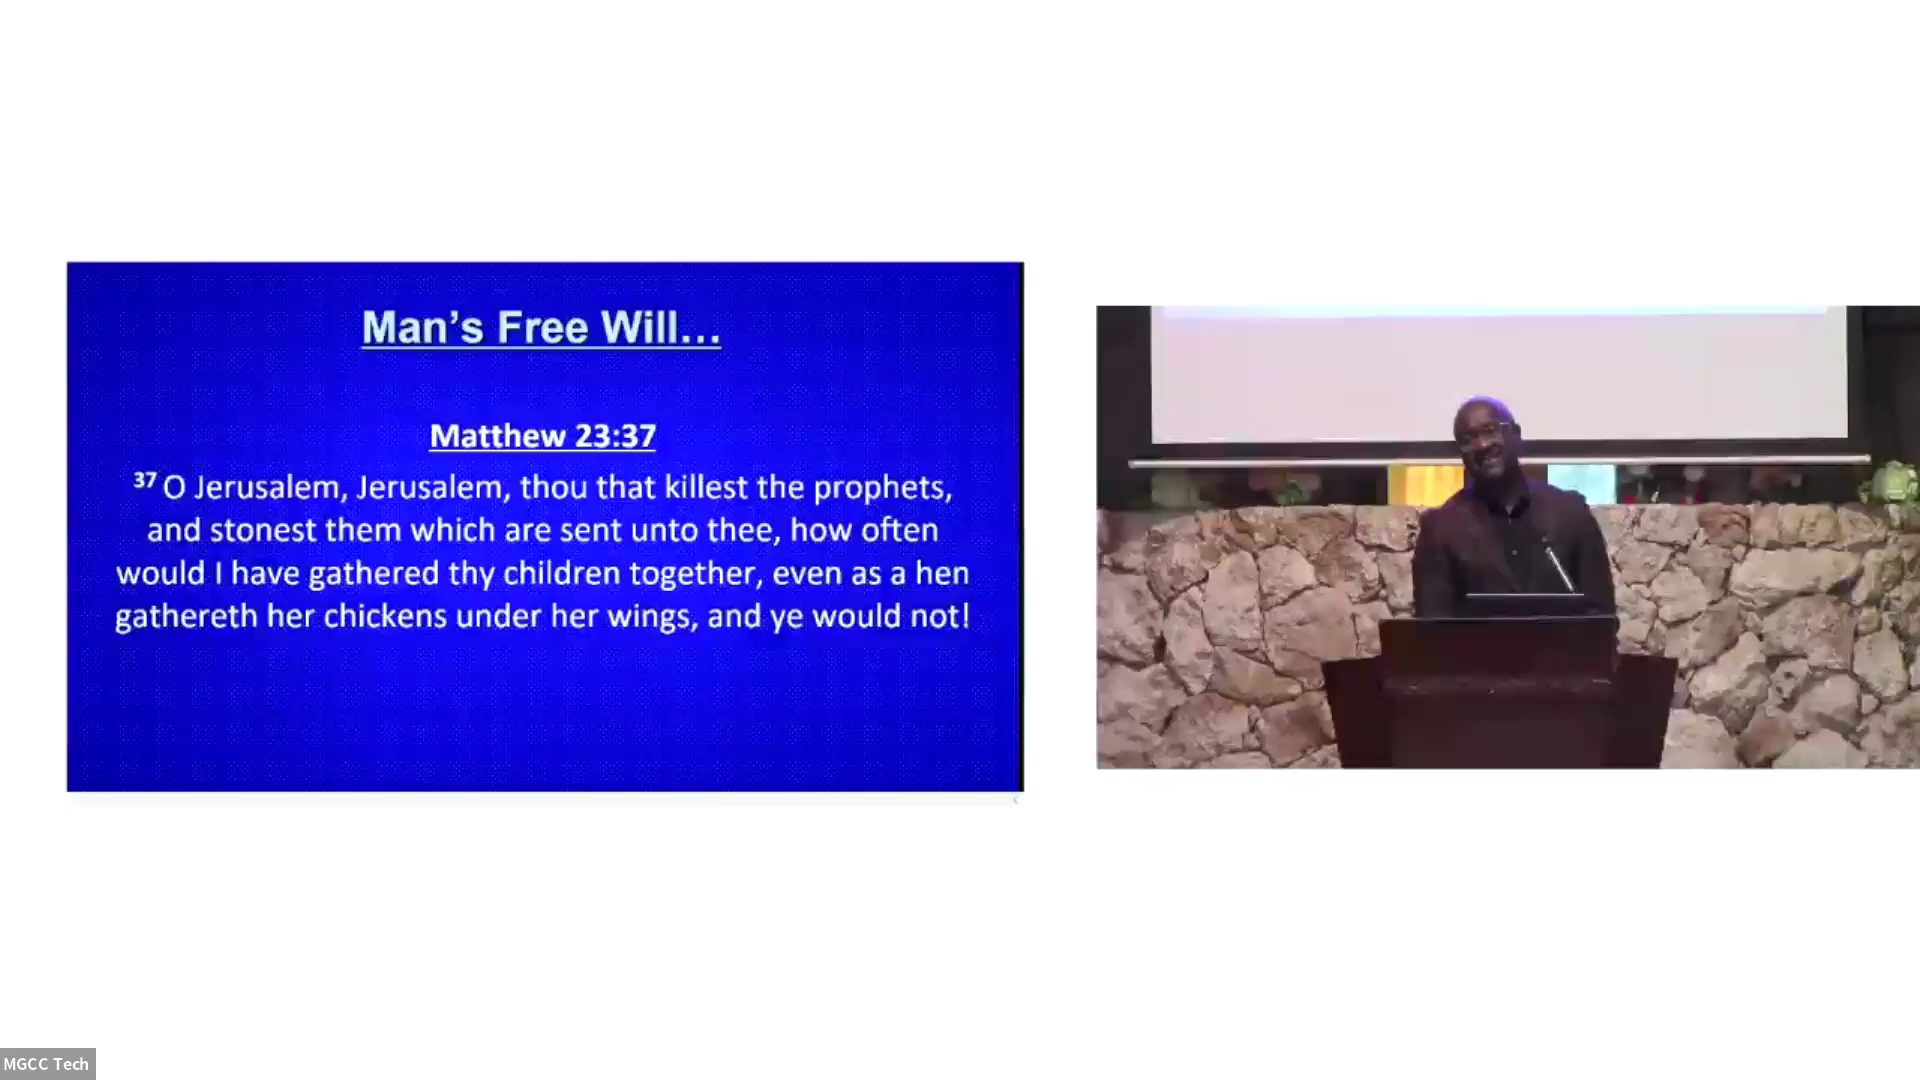 Man’s Free Will...
Matthew 23:37
37 O Jerusalem, Jerusalem, thou that killest the prophets,
and stonest them which are sent unto thee, how often
would I have gathered thy children together, even as a hen
gathereth her chickens under her wings, and ye would not!
MGCC Tech